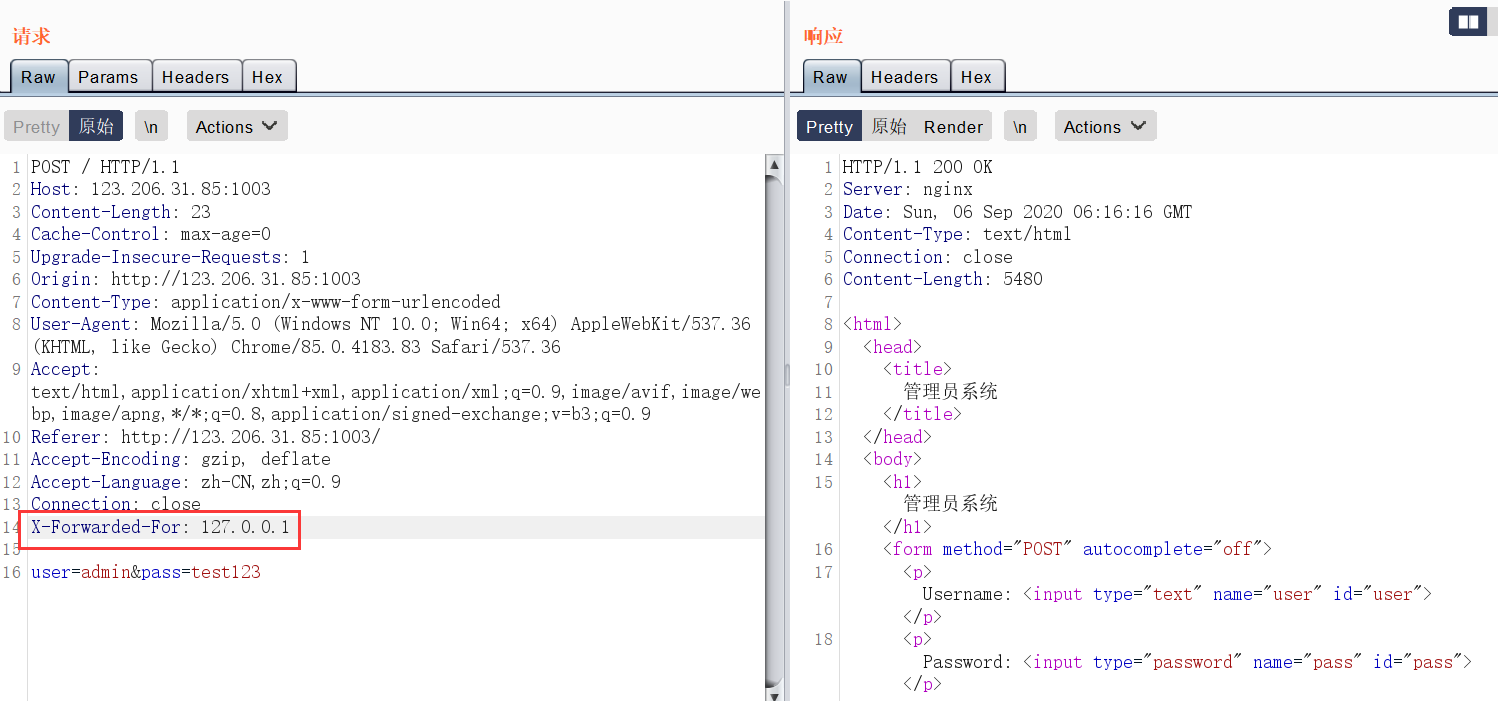 请求
Raw Params Headers Hex
Pretty 原始 \n Actions
1 POST / HTTP/1.1
2 Host: 123.206.31.85:1003
3 Content-Length: 23
4 Cache-Control: max-age=0
5 Upgrade-Insecure-Requests: 1
6 Origin: http://123.206.31.85:1003
7 Content-Type: application/x-www-form-urlencoded
8 User-Agent: Mozilla/5.0 (Windows NT 10.0; Win64; x64) AppleWebKit/537.36
(KHTML, like Gecko) Chrome/85.0.4183.83 Safari/537.36
9 Accept:
text/html,application/xhtml+xml,application/xml;q=0.9,image/avif,image/we
bp,image/apng,*/*;q=0.8,application/signed-exchange;v=b3;q=0.9
10 Referer: http://123.206.31.85:1003/
11 Accept-Encoding: gzip, deflate
12 Accept-Language: zh-CN,zh;q=0.9
13 Connection: close
14 X-Forwarded-For: 127.0.0.1
15
16 user=admin&pass=test123
响应
Raw Headers Hex
Pretty 原始 Render \n Actions
1 HTTP/1.1 200 OK
2 Server: nginx
3 Date: Sun, 06 Sep 2020 06:16:16 GMT
4 Content-Type: text/html
5 Connection: close
6 Content-Length: 5480
7
8 <html>
9 <head>
10 <title>
11 管理员系统
12 </title>
13 </head>
14 <body>
15 <h1>
管理员系统
</h1>
16 <form method="POST" autocomplete="off">
17 <p>
Username: <input type="text" name="user" id="user">
</p>
18 <p>
Password: <input type="password" name="pass" id="pass">
</p>